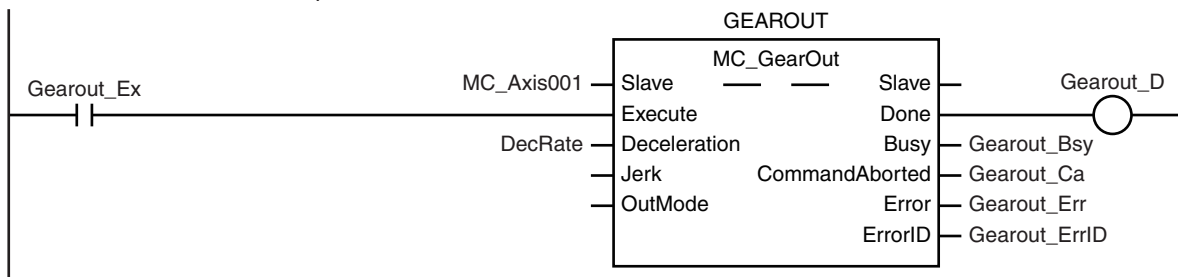 GEAROUT
MC_GearOut
Gearout_Ex
MC_Axis001 Slave Slave Gearout_D
Execute Done
DecRate Deceleration Busy Gearout_Bsy
Jerk CommandAborted Gearout_Ca
OutMode Error Gearout_Err
ErrorID Gearout_ErrID